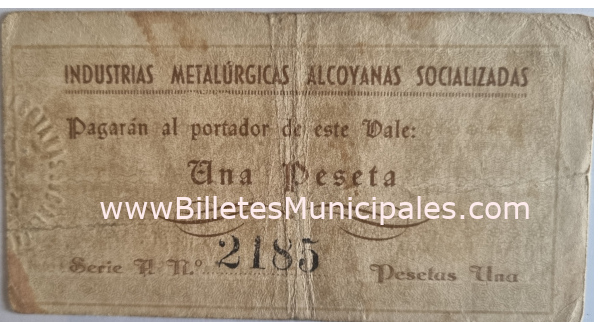 INDUSTRIAS METALÚRGICAS ALCOYANAS SOCIALIZADAS
Pagarán al portador de este Vale:
Una Peseta
www.BilletesMunicipales.com
Serie A N.º 2185
Pesetas Una